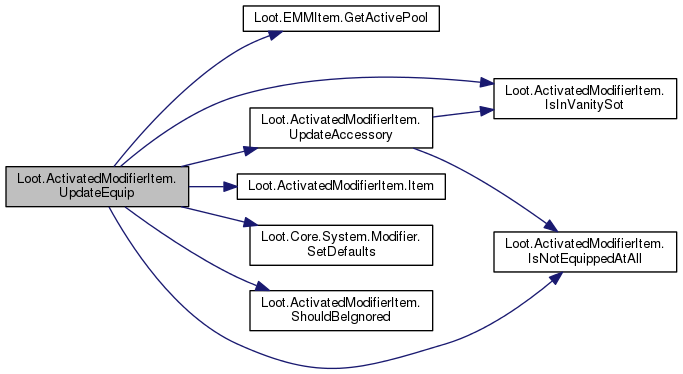 Loot.EMMItem.GetActivePool
Loot.ActivatedModifierItem.
IsInVanitySot
Loot.ActivatedModifierItem.
UpdateAccessory
Loot.ActivatedModifierItem.
UpdateEquip
Loot.ActivatedModifierItem.Item
Loot.Core.System.Modifier.
SetDefaults
Loot.ActivatedModifierItem.
IsNotEquippedAtAll
Loot.ActivatedModifierItem.
ShouldBeIgnored